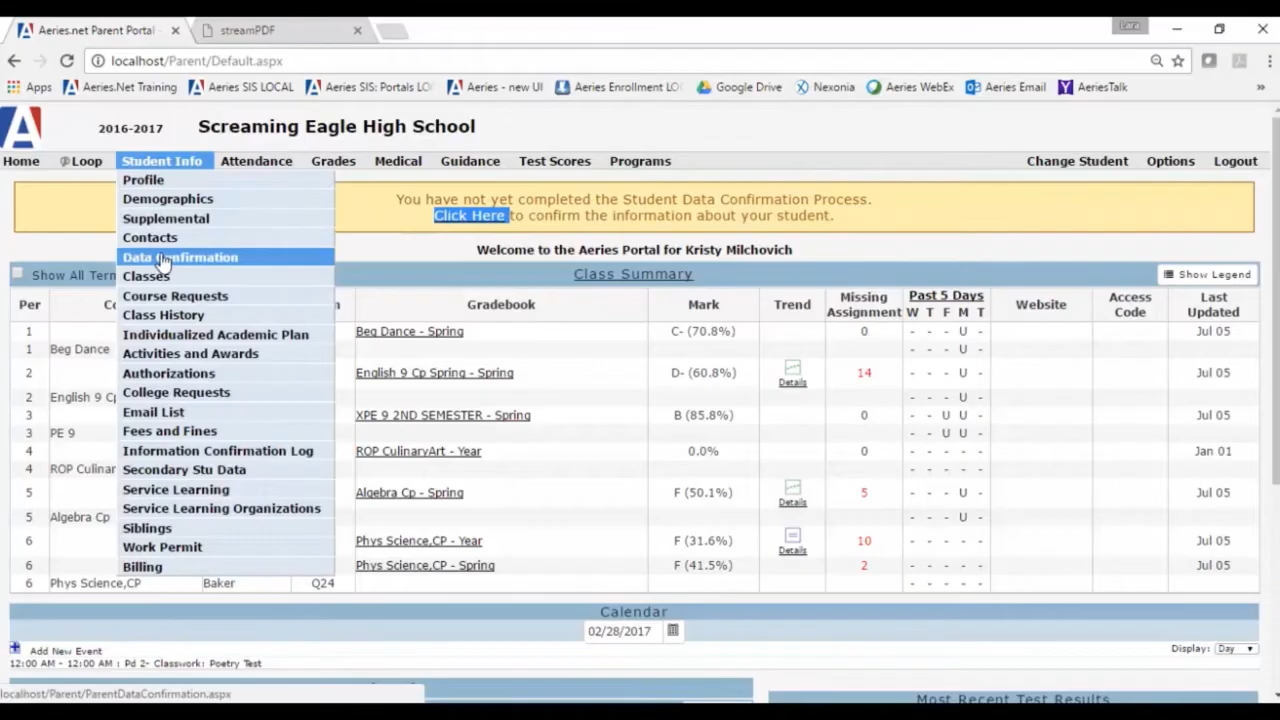 Aeries.net Parent Portal
streamPDF
Lara
localhost/Parent/Default.aspx
Apps Aeries.Net Training Aeries SIS LOCAL Aeries SIS: Portals LO Aeries - new UI Aeries Enrollment LO Google Drive Nexonia Aeries WebEx Aeries Email AeriesTalk »
2016-2017 Screaming Eagle High School
Home Loop Student Info Attendance Grades Medical Guidance Test Scores Programs Change Student Options Logout
Profile
Demographics
Supplemental
Contacts
Data Confirmation
Classes
Course Requests
Class History
Individualized Academic Plan
Activities and Awards
Authorizations
College Requests
Email List
Fees and Fines
Information Confirmation Log
Secondary Stu Data
Service Learning
Service Learning Organizations
Siblings
Work Permit
Billing
You have not yet completed the Student Data Confirmation Process.
Click Here to confirm the information about your student.
Welcome to the Aeries Portal for Kristy Milchovich
Show All Term Class Summary Show Legend
Per Co m Gradebook Mark Trend Missing Assignment Past 5 Days W T F M T Website Access Code Last Updated
1 Beg Dance - Spring C- (70.8%) 0 - - - U - Jul 05
1 Beg Dance - - - U -
2 English 9 Cp Spring - Spring D- (60.8%) Details 14 - - - U - Jul 05
2 English 9 Cp - - - U -
3 XPE 9 2ND SEMESTER - Spring B (85.8%) 0 - - U U - Jul 05
3 PE 9 - - U U -
4 ROP CulinaryArt - Year 0.0% 0 - - - - - Jan 01
4 ROP Culinar - - - - -
5 Algebra Cp - Spring F (50.1%) Details 5 - - - U - Jul 05
5 Algebra Cp - - - U -
6 Phys Science,CP - Year F (31.6%) Details 10 - - - - - Jul 05
6 Phys Science,CP - Spring F (41.5%) 2 - - - - - Jul 05
6 Phys Science,CP Baker Q24 - - - - -
Calendar
02/28/2017
Add New Event Display: Day
12:00 AM - 12:00 AM : Pd 2- Classwork: Poetry Test
localhost/Parent/ParentDataConfirmation.aspx
Most Recent Test Results